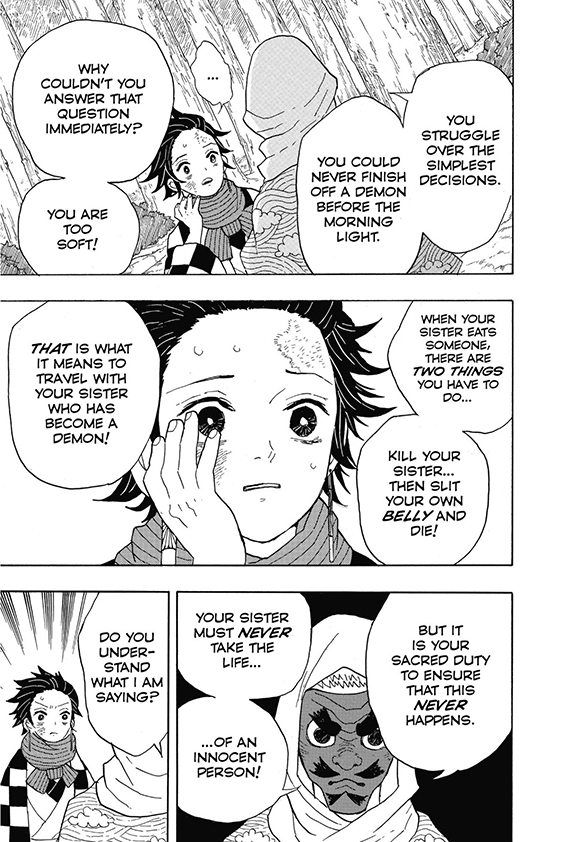 YOU
STRUGGLE
OVER THE
SIMPLEST
DECISIONS.
YOU COULD
NEVER FINISH
OFF A DEMON
BEFORE THE
MORNING
LIGHT.
...
WHY
COULDN'T YOU
ANSWER THAT
QUESTION
IMMEDIATELY?
YOU ARE
TOO
SOFT!
WHEN YOUR
SISTER EATS
SOMEONE,
THERE ARE
TWO THINGS
YOU HAVE TO
DO...
KILL YOUR
SISTER...
THEN SLIT
YOUR OWN
BELLY AND
DIE!
THAT IS WHAT
IT MEANS TO
TRAVEL WITH
YOUR SISTER
WHO HAS
BECOME A
DEMON!
BUT IT
IS YOUR
SACRED DUTY
TO ENSURE
THAT THIS
NEVER
HAPPENS.
YOUR SISTER
MUST NEVER
TAKE THE
LIFE...
...OF AN
INNOCENT
PERSON!
DO YOU
UNDER-
STAND
WHAT I AM
SAYING?